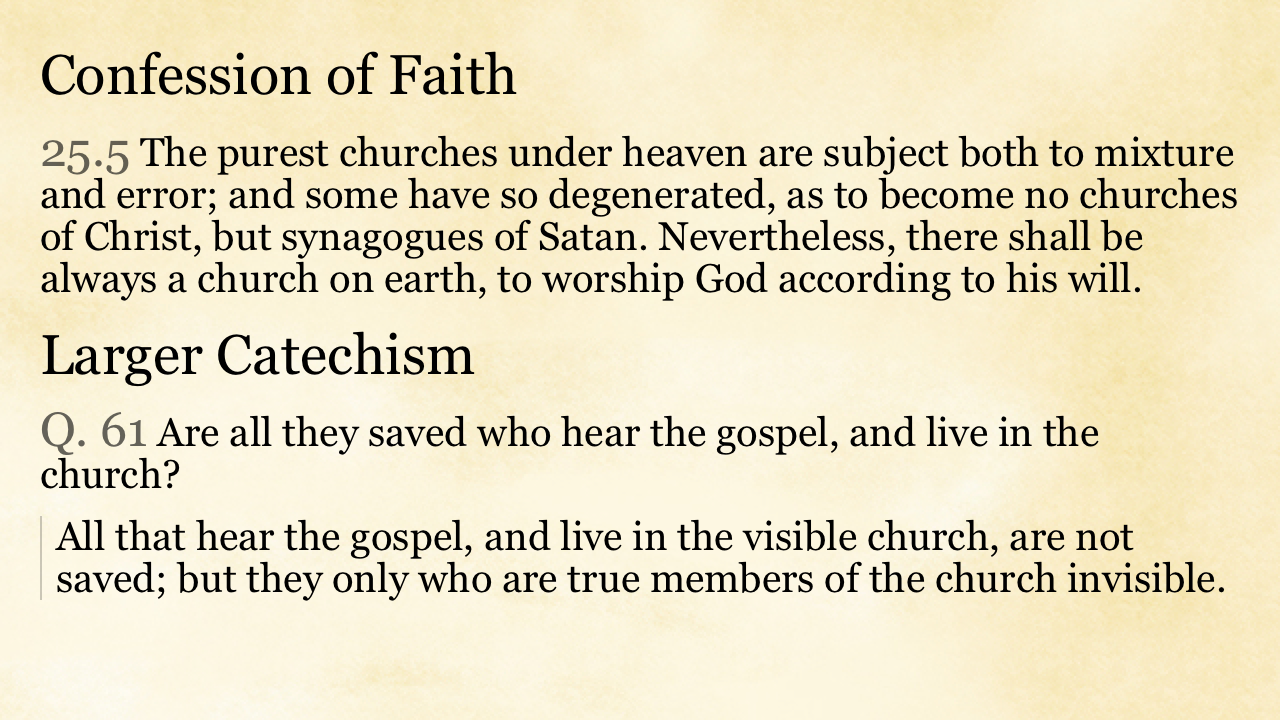 Confession of Faith
25.5 The purest churches under heaven are subject both to mixture
and error; and some have so degenerated, as to become no churches
of Christ, but synagogues of Satan. Nevertheless, there shall be
always a church on earth, to worship God according to his will.
Larger Catechism
Q. 61 Are all they saved who hear the gospel, and live in the
church?
All that hear the gospel, and live in the visible church, are not
saved; but they only who are true members of the church invisible.